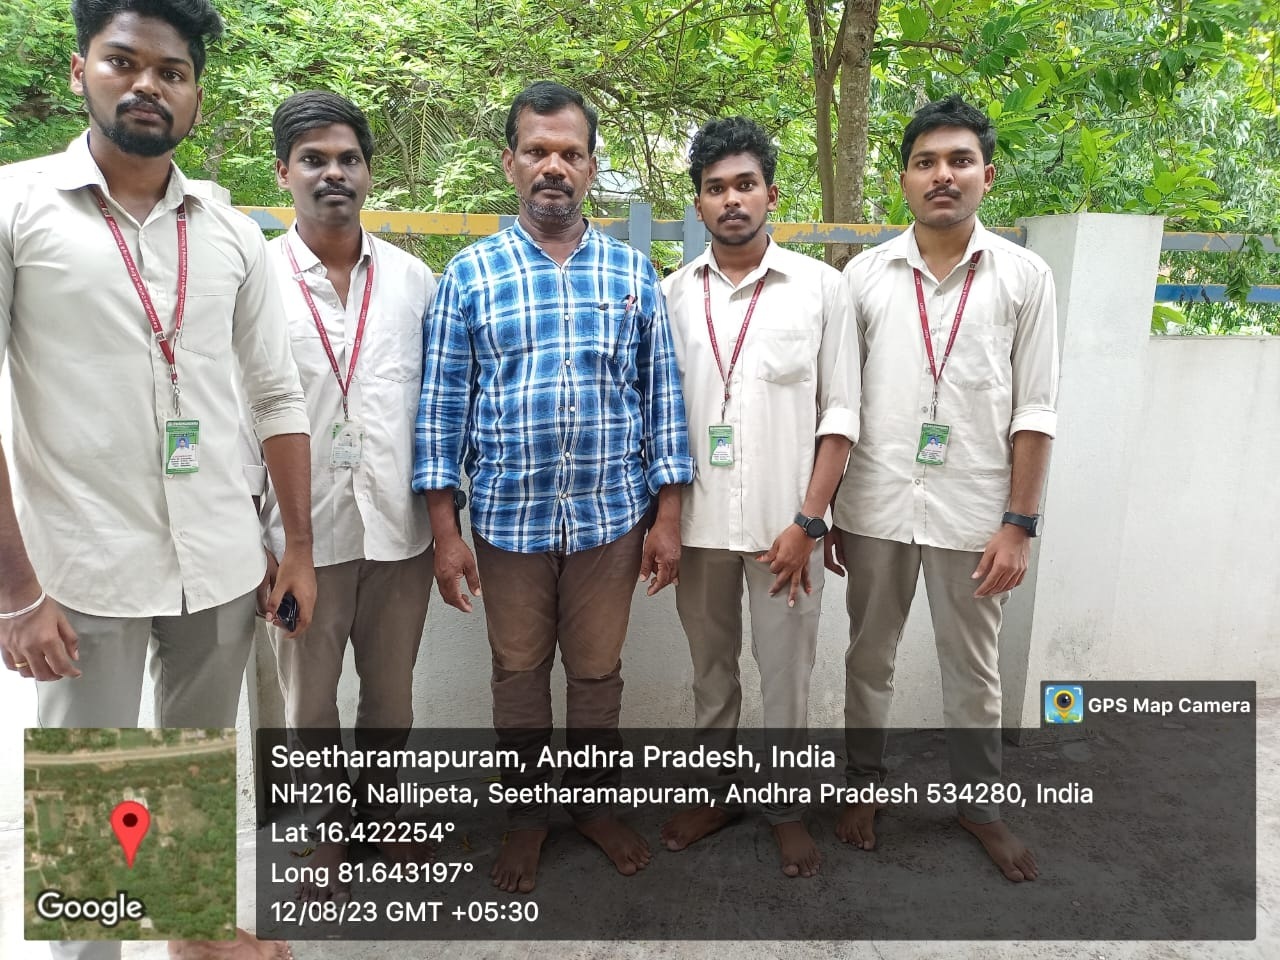 GPS Map Camera
Seetharamapuram, Andhra Pradesh, India
NH216, Nallipeta, Seetharamapuram, Andhra Pradesh 534280, India
Lat 16.422254°
Long 81.643197°
12/08/23 GMT +05:30
Google